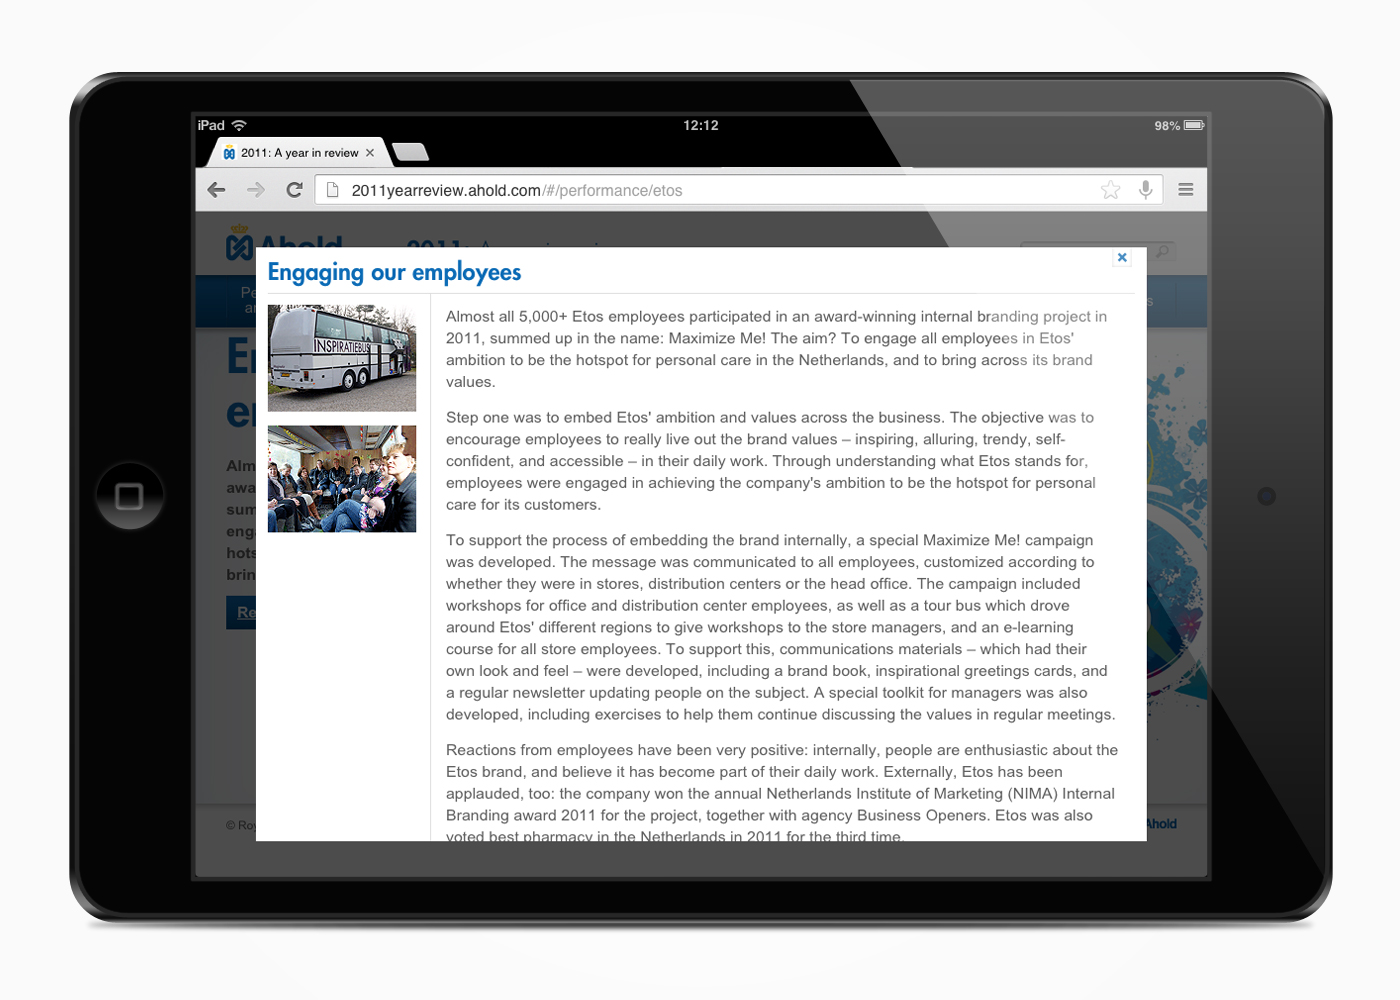 iPad 12:12 98%
2011: A year in review
2011yearreview.ahold.com/#/performance/etos
Ahold 2011: A
Engaging our employees
INSPIRATIEBUS
Almost all 5,000+ Etos employees participated in an award-winning internal branding project in
2011, summed up in the name: Maximize Me! The aim? To engage all employees in Etos'
ambition to be the hotspot for personal care in the Netherlands, and to bring across its brand
values.
Step one was to embed Etos' ambition and values across the business. The objective was to
encourage employees to really live out the brand values – inspiring, alluring, trendy, self-
confident, and accessible – in their daily work. Through understanding what Etos stands for,
employees were engaged in achieving the company's ambition to be the hotspot for personal
care for its customers.
To support the process of embedding the brand internally, a special Maximize Me! campaign
was developed. The message was communicated to all employees, customized according to
whether they were in stores, distribution centers or the head office. The campaign included
workshops for office and distribution center employees, as well as a tour bus which drove
around Etos' different regions to give workshops to the store managers, and an e-learning
course for all store employees. To support this, communications materials – which had their
own look and feel – were developed, including a brand book, inspirational greetings cards, and
a regular newsletter updating people on the subject. A special toolkit for managers was also
developed, including exercises to help them continue discussing the values in regular meetings.
Reactions from employees have been very positive: internally, people are enthusiastic about the
Etos brand, and believe it has become part of their daily work. Externally, Etos has been
applauded, too: the company won the annual Netherlands Institute of Marketing (NIMA) Internal
Branding award 2011 for the project, together with agency Business Openers. Etos was also
voted best pharmacy in the Netherlands in 2011 for the third time.
Ahold